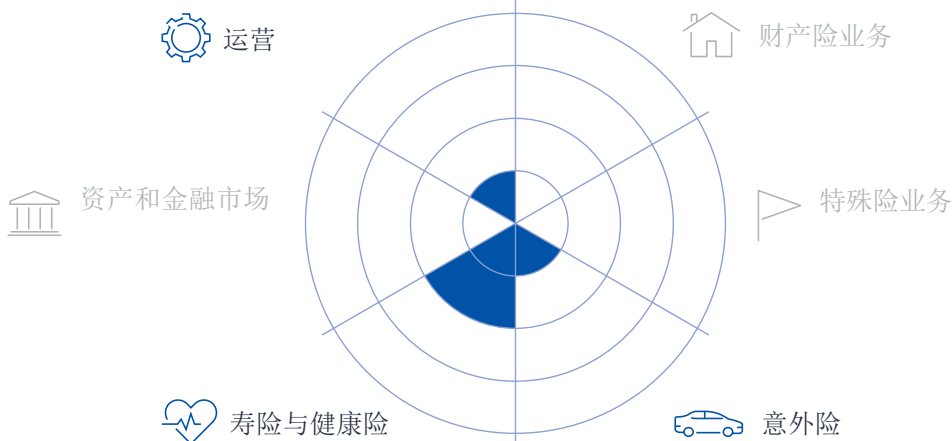 运营
财产险业务
资产和金融市场
特殊险业务
寿险与健康险
意外险